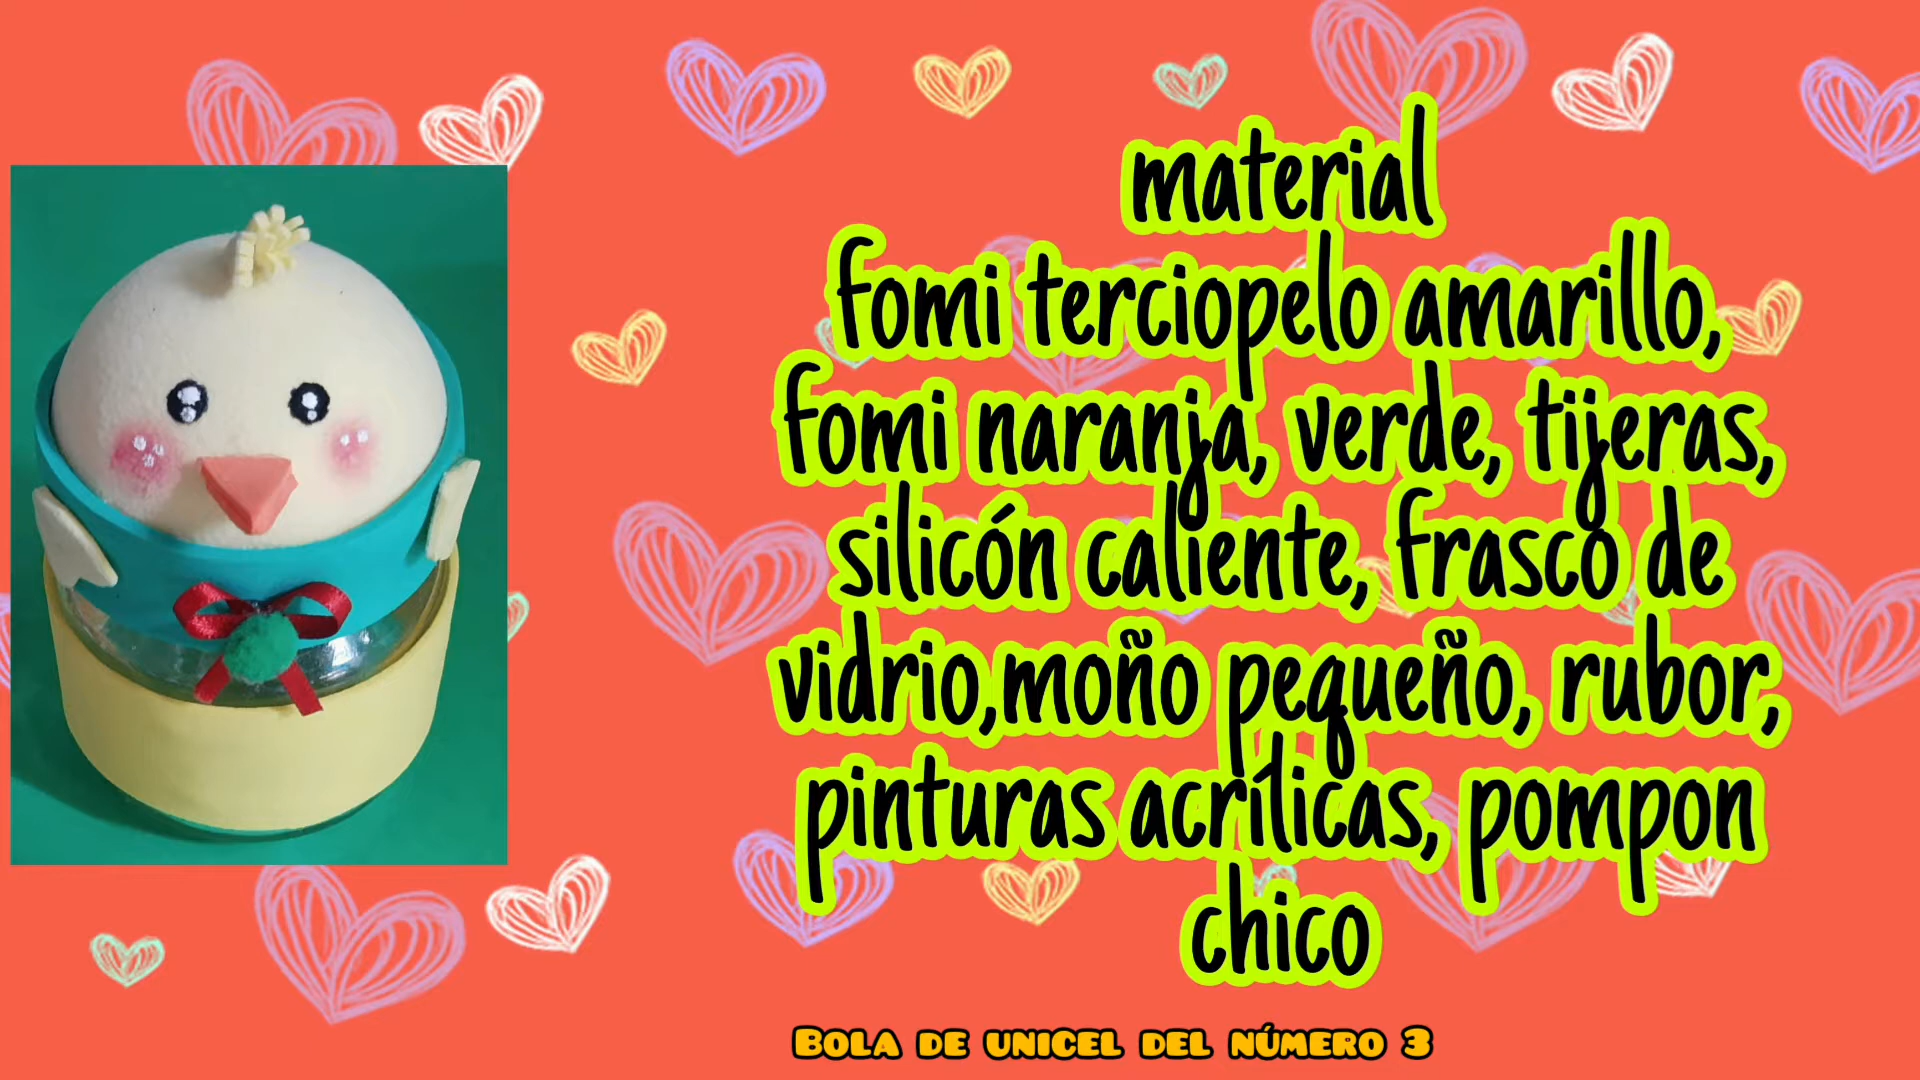 material
fomi terciopelo amarillo,
fomi naranja, verde, tijeras,
silicón caliente, frasco de
vidrio,moño pequeño, rubor,
pinturas acrílicas, pompon
chico
Bola de unicel del número 3